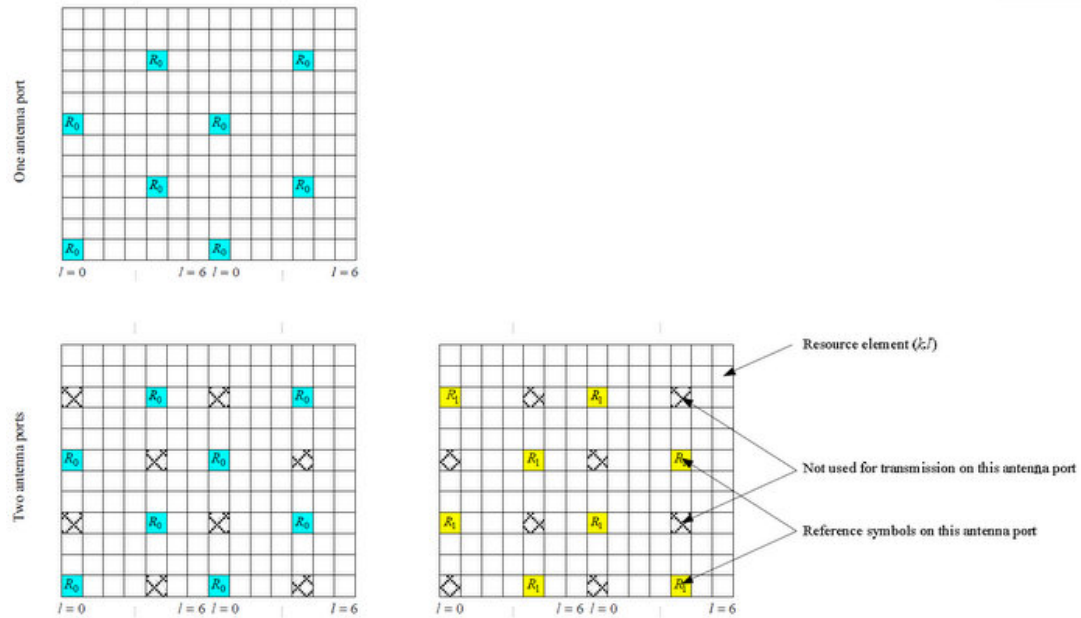 One antenna port
R0 R0
R0 R0
R0 R0
R0 R0
l = 0 l = 6 l = 0 l = 6
Two antenna ports
R0 R0
R0 R0
R0 R0
R0 R0
l = 0 l = 6 l = 0 l = 6
R1 R1
R1 R1
R1 R1
R1 R1
l = 0 l = 6 l = 0 l = 6
Resource element (k,l)
Not used for transmission on this antenna port
Reference symbols on this antenna port